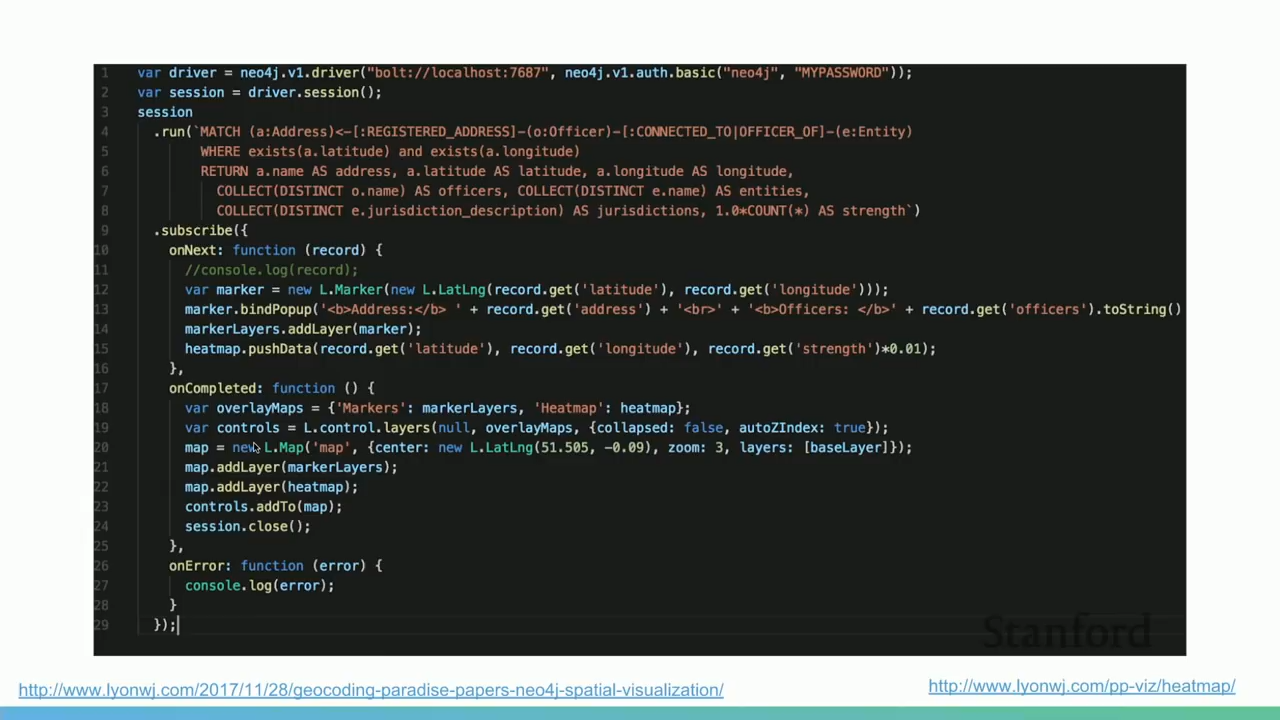 1 var driver = neo4j.v1.driver("bolt://localhost:7687", neo4j.v1.auth.basic("neo4j", "MYPASSWORD"));
2 var session = driver.session();
3 session
4 .run(`MATCH (a:Address)<-[:REGISTERED_ADDRESS]-(o:Officer)-[:CONNECTED_TO|OFFICER_OF]-(e:Entity)
5 WHERE exists(a.latitude) and exists(a.longitude)
6 RETURN a.name AS address, a.latitude AS latitude, a.longitude AS longitude,
7 COLLECT(DISTINCT o.name) AS officers, COLLECT(DISTINCT e.name) AS entities,
8 COLLECT(DISTINCT e.jurisdiction_description) AS jurisdictions, 1.0*COUNT(*) AS strength`)
9 .subscribe({
10 onNext: function (record) {
11 //console.log(record);
12 var marker = new L.Marker(new L.LatLng(record.get('latitude'), record.get('longitude')));
13 marker.bindPopup('<b>Address:</b> ' + record.get('address') + '<br>' + '<b>Officers: </b>' + record.get('officers').toString()
14 markerLayers.addLayer(marker);
15 heatmap.pushData(record.get('latitude'), record.get('longitude'), record.get('strength')*0.01);
16 },
17 onCompleted: function () {
18 var overlayMaps = {'Markers': markerLayers, 'Heatmap': heatmap};
19 var controls = L.control.layers(null, overlayMaps, {collapsed: false, autoZIndex: true});
20 map = new L.Map('map', {center: new L.LatLng(51.505, -0.09), zoom: 3, layers: [baseLayer]});
21 map.addLayer(markerLayers);
22 map.addLayer(heatmap);
23 controls.addTo(map);
24 session.close();
25 },
26 onError: function (error) {
27 console.log(error);
28 }
29 });
Stanford
http://www.lyonwj.com/2017/11/28/geocoding-paradise-papers-neo4j-spatial-visualization/
http://www.lyonwj.com/pp-viz/heatmap/